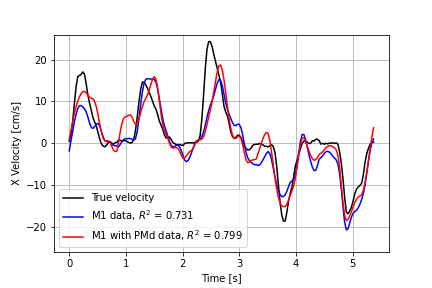 20
10
0
−10
−20
X Velocity [cm/s]
True velocity
M1 data, R² = 0.731
M1 with PMd data, R² = 0.799
0 1 2 3 4 5
Time [s]